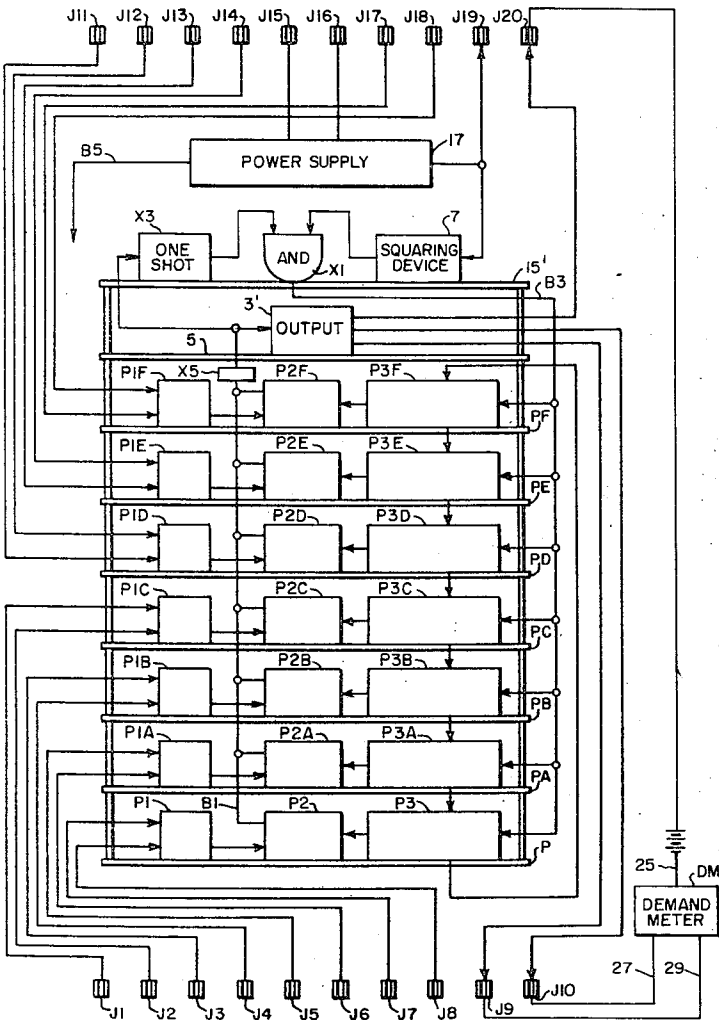 J11 J12 J13 J14 J15 J16 J17 J18 J19 J20
17
B5
POWER SUPPLY
X3
7
ONE SHOT
AND
SQUARING DEVICE
X1
15'
B3
3'
5
OUTPUT
X5
P1F P2F P3F
PF
P1E P2E P3E
PE
P1D P2D P3D
PD
P1C P2C P3C
PC
P1B P2B P3B
PB
P1A P2A P3A
PA
P1 B1 P2 P3
P
25
DM
DEMAND METER
27 29
J1 J2 J3 J4 J5 J6 J7 J8 J9 J10